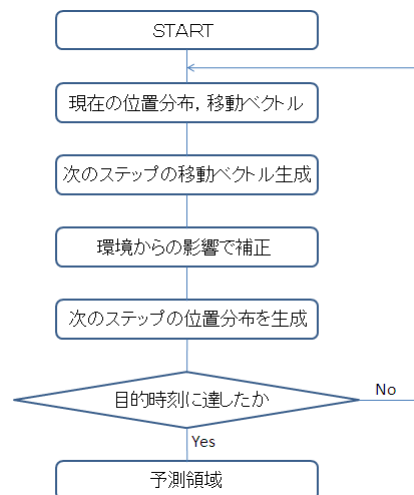 START
現在の位置分布，移動ベクトル
次のステップの移動ベクトル生成
環境からの影響で補正
次のステップの位置分布を生成
目的時刻に達したか
No
Yes
予測領域